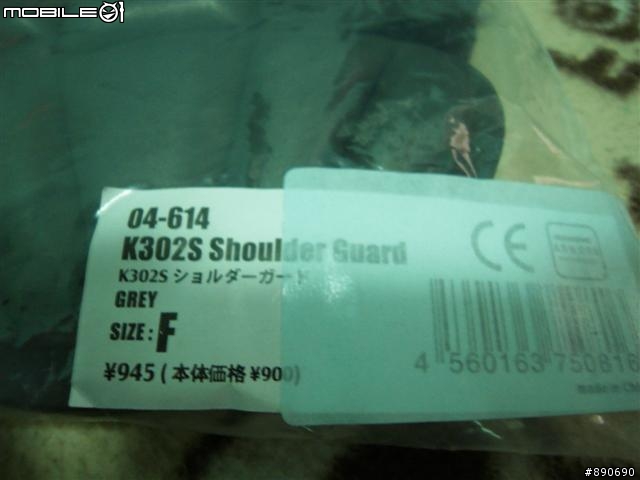 MOBILE01
04-614
K302S Shoulder Guard
K302S ショルダーガード
GREY
SIZE : F
¥945 ( 本体価格 ¥900)
CE
4 560163 750816
made in Ch
#890690